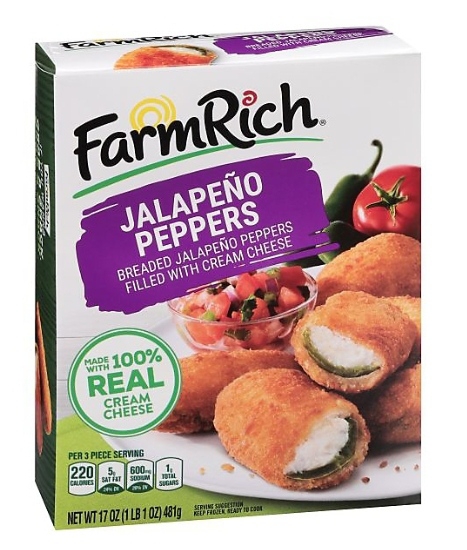 FarmRich®
JALAPEÑO
PEPPERS
BREADED JALAPEÑO PEPPERS
FILLED WITH CREAM CHEESE
MADE
WITH 100%
REAL
CREAM
CHEESE
PER 3 PIECE SERVING
220
CALORIES
5g
SAT FAT
600mg
SODIUM
26% DV
1g
TOTAL
SUGARS
NET WT 17 OZ (1 LB 1 OZ) 481g
SERVING SUGGESTION
KEEP FROZEN, READY TO COOK